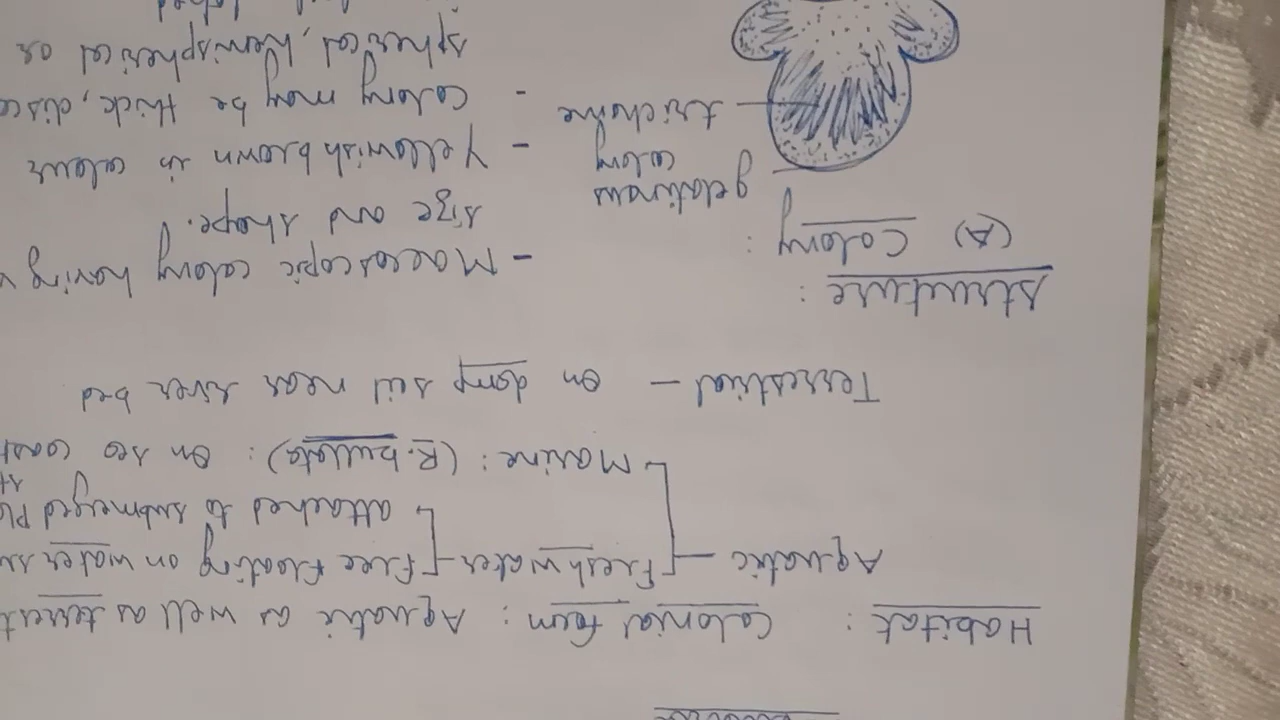 Habitat : Colonial form : Aquatic as well as terrest
Aquatic — Fresh water — Free Floating on water su
attached to submerged Pl
Marine : (R. bullata) : On sea coast
Terrestrial — On damp soil near river bed
Structure :
(A) Colony :
- Macroscopic colony having v
size and shape.
gelatinous
colony
- Yellowish brown in colour
trichome
- Colony may be thick, disce
spherical, hemispherical or